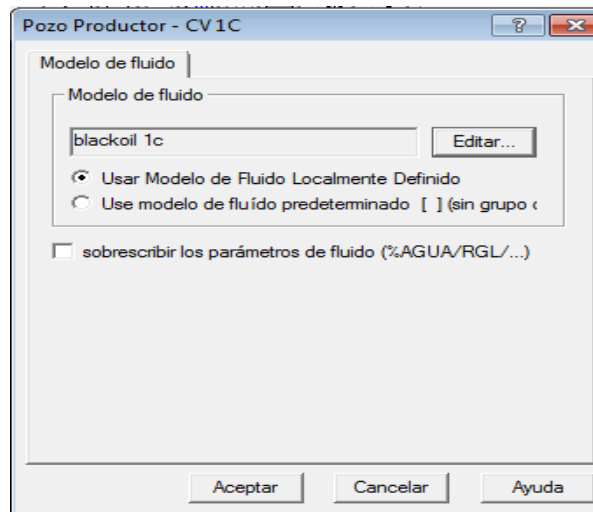 Pozo Productor - CV 1C
Modelo de fluido
Modelo de fluido
blackoil 1c
Editar...
Usar Modelo de Fluido Localmente Definido
Use modelo de fluído predeterminado [ ] (sin grupo
sobrescribir los parámetros de fluido (%AGUA/RGL/...)
Aceptar
Cancelar
Ayuda